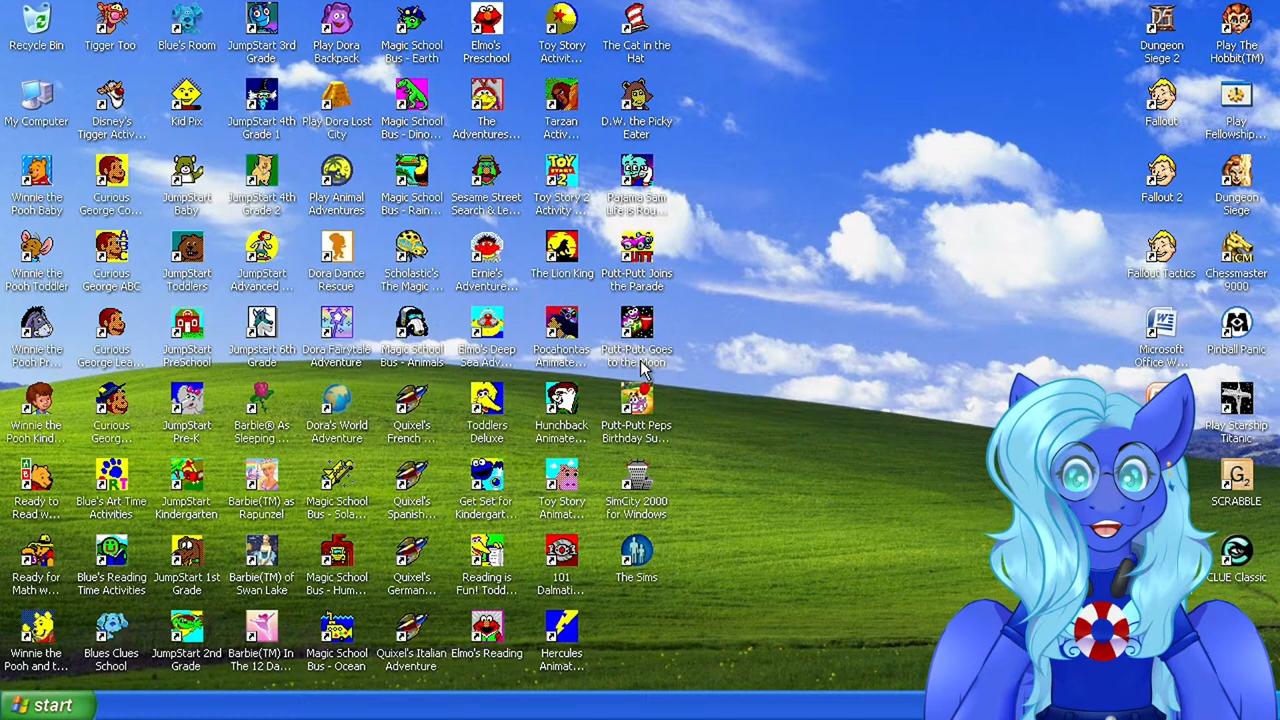 Recycle Bin
Tigger Too
Blue's Room
JumpStart 3rd
Grade
Play Dora
Backpack
Magic School
Bus - Earth
Elmo's
Preschool
Toy Story
Activit...
The Cat in the
Hat
Dungeon
Siege 2
Play The
Hobbit(TM)
My Computer
Disney's
Tigger Activ...
Kid Pix
JumpStart 4th
Grade 1
Play Dora Lost
City
Magic School
Bus - Dino...
The
Adventures...
Tarzan
Activ...
D.W. the Picky
Eater
Fallout
Play
Fellowship...
Winnie the
Pooh Baby
Curious
George Co...
JumpStart
Baby
JumpStart 4th
Grade 2
Play Animal
Adventures
Magic School
Bus - Rain...
Sesame Street
Search & Le...
TOY
STORY
2
Toy Story 2
Activity ...
Pajama Sam
Life is Rou...
Fallout 2
Dungeon
Siege
Winnie the
Pooh Toddler
Curious
George ABC
JumpStart
Toddlers
JumpStart
Advanced ...
Dora Dance
Rescue
Scholastic's
The Magic ...
Ernie's
Adventure...
The Lion King
PUTT
Putt-Putt Joins
the Parade
Fallout Tactics
CM
Chessmaster
9000
Winnie the
Pooh Pr...
Curious
George Lea...
JumpStart
PreSchool
Jumpstart 6th
Grade
Dora Fairytale
Adventure
Magic School
Bus - Animals
Elmo's Deep
Sea Adv...
Pocahontas
Animate...
Putt-Putt Goes
to the Moon
W
Microsoft
Office W...
Pinball Panic
Winnie the
Pooh Kind...
Curious
Georg...
JumpStart
Pre-K
Barbie® As
Sleeping ...
Dora's World
Adventure
Quixel's
French ...
Toddlers
Deluxe
Hunchback
Animate...
Putt-Putt Peps
Birthday Su...
Play Starship
Titanic
Ready to
Read w...
ART
Blue's Art Time
Activities
JumpStart
Kindergarten
Barbie(TM) as
Rapunzel
Magic School
Bus - Sola...
Quixel's
Spanish...
Get Set for
Kindergart...
Toy Story
Animat...
SimCity 2000
for Windows
G2
SCRABBLE
Ready for
Math w...
Blue's Reading
Time Activities
JumpStart 1st
Grade
Barbie(TM) of
Swan Lake
Magic School
Bus - Hum...
Quixel's
German...
Reading is
Fun! Todd...
101
Dalmati...
The Sims
CLUE Classic
Winnie the
Pooh and t...
Blues Clues
School
JumpStart 2nd
Grade
Barbie(TM) In
The 12 Da...
Magic School
Bus - Ocean
Quixel's Italian
Adventure
Elmo's Reading
Hercules
Animat...
start